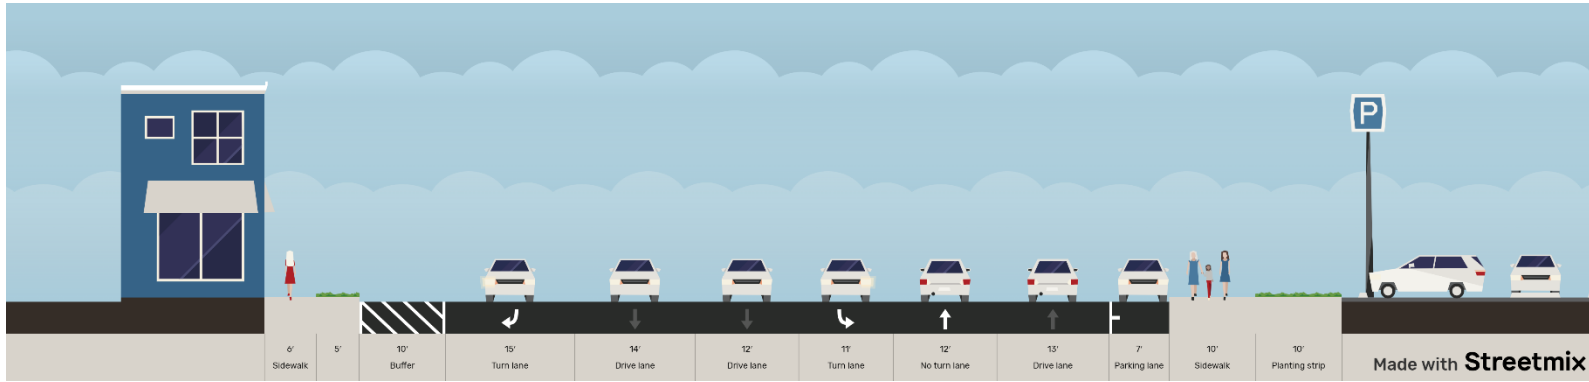 P
6'
Sidewalk
5'
10'
Buffer
15'
Turn lane
14'
Drive lane
12'
Drive lane
11'
Turn lane
12'
No turn lane
13'
Drive lane
7'
Parking lane
10'
Sidewalk
10'
Planting strip
Made with Streetmix